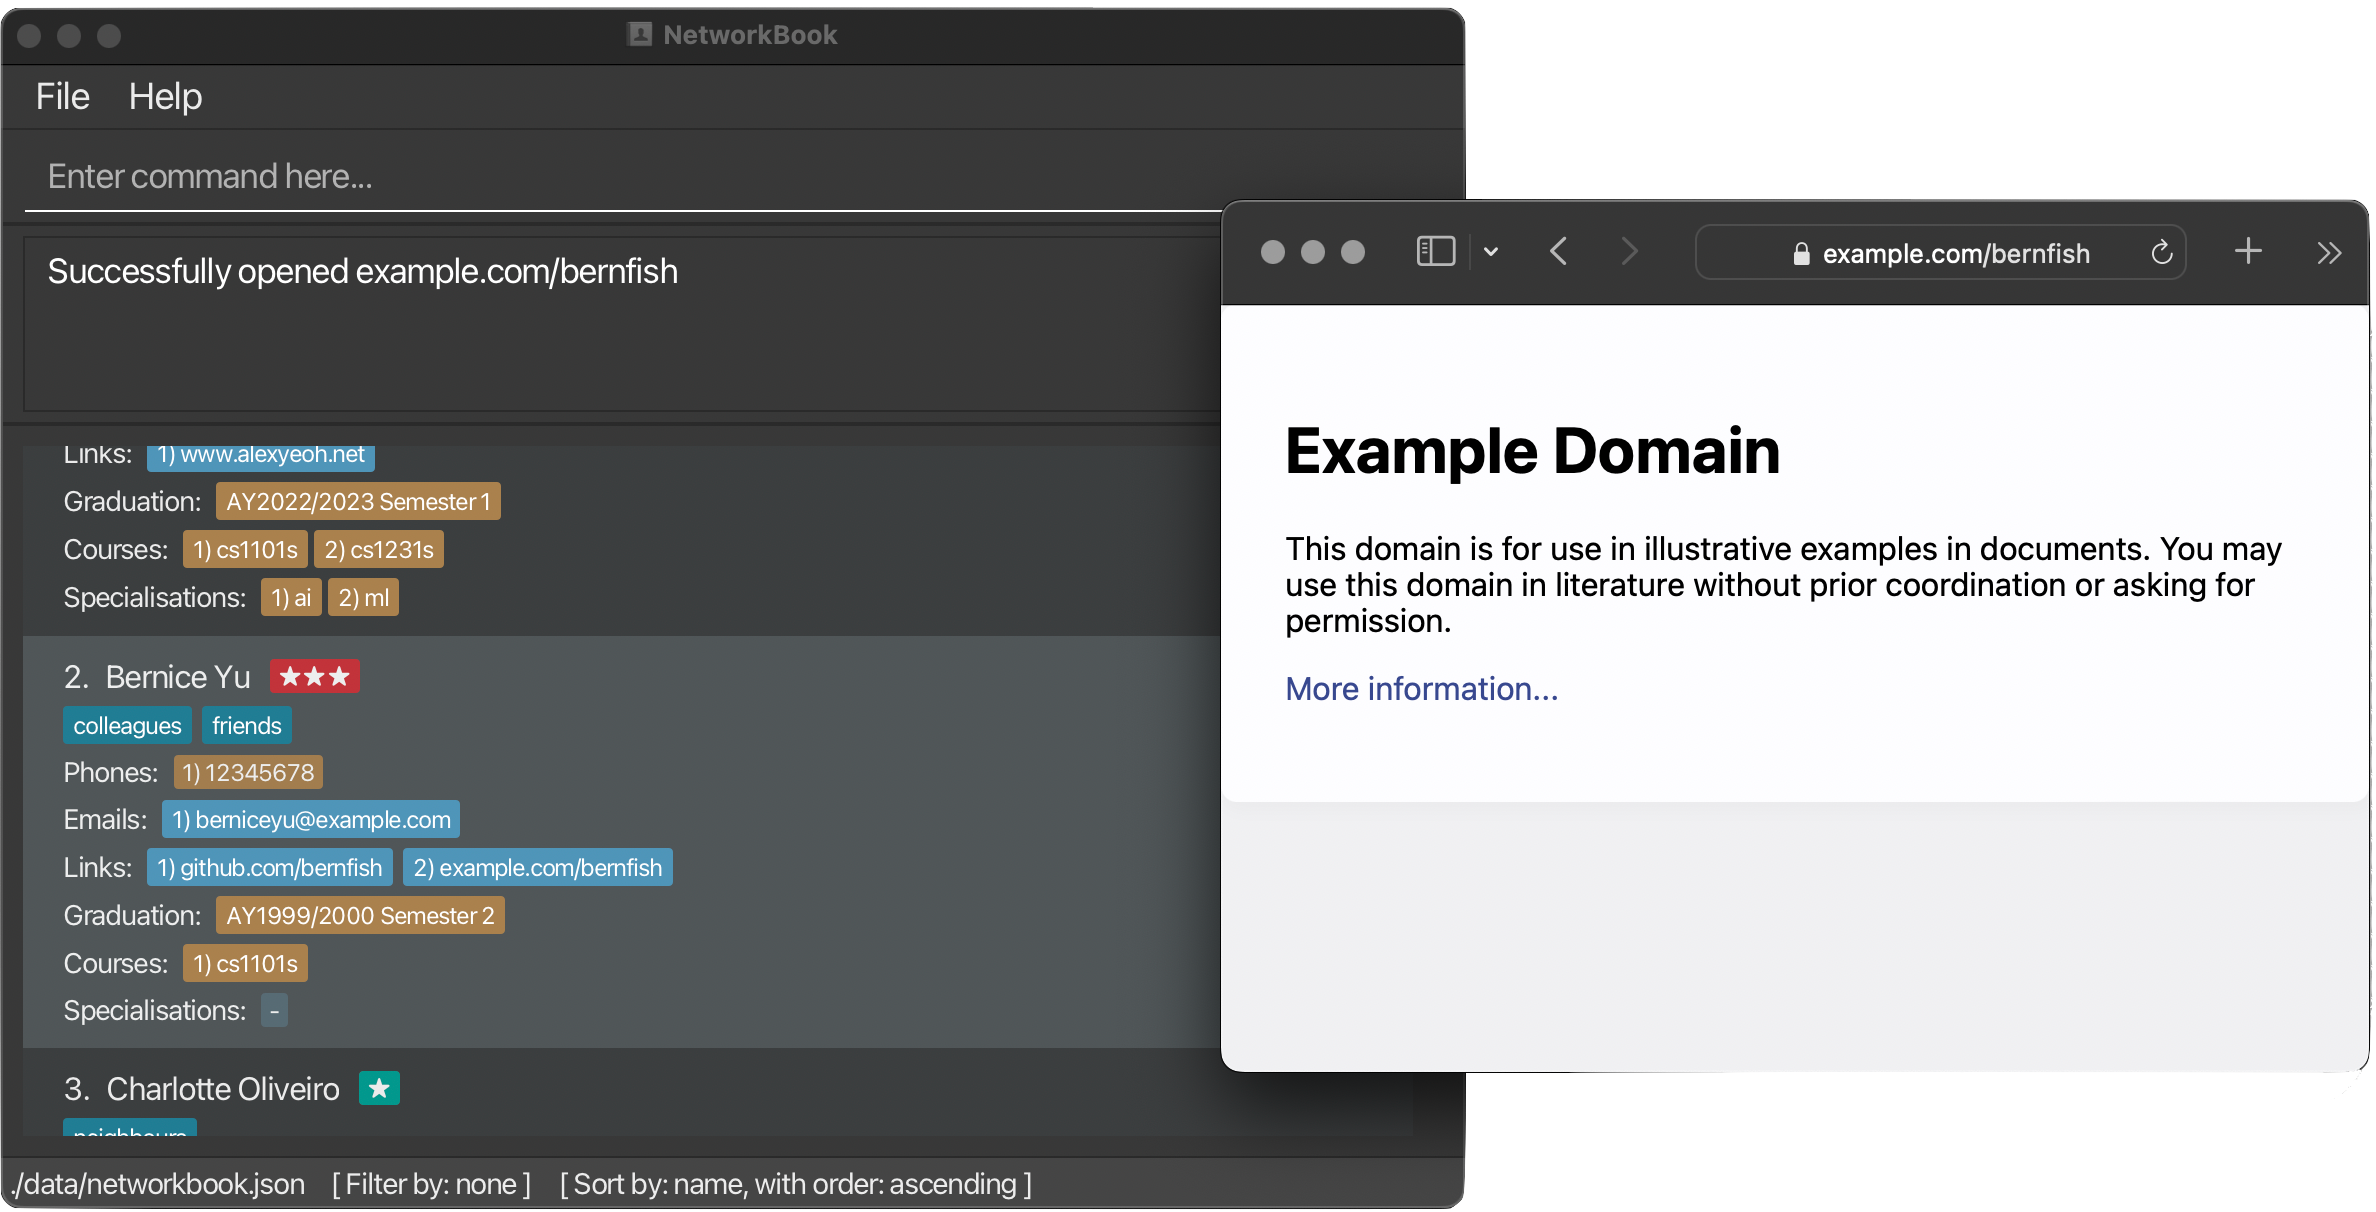 NetworkBook
File Help
Enter command here...
Successfully opened example.com/bernfish
Links: 1) www.alexyeoh.net
Graduation: AY2022/2023 Semester 1
Courses: 1) cs1101s 2) cs1231s
Specialisations: 1) ai 2) ml
2. Bernice Yu ★★★
colleagues friends
Phones: 1) 12345678
Emails: 1) berniceyu@example.com
Links: 1) github.com/bernfish 2) example.com/bernfish
Graduation: AY1999/2000 Semester 2
Courses: 1) cs1101s
Specialisations: -
3. Charlotte Oliveiro ★
neighbours
./data/networkbook.json [ Filter by: none ] [ Sort by: name, with order: ascending ]
example.com/bernfish
Example Domain
This domain is for use in illustrative examples in documents. You may
use this domain in literature without prior coordination or asking for
permission.
More information...